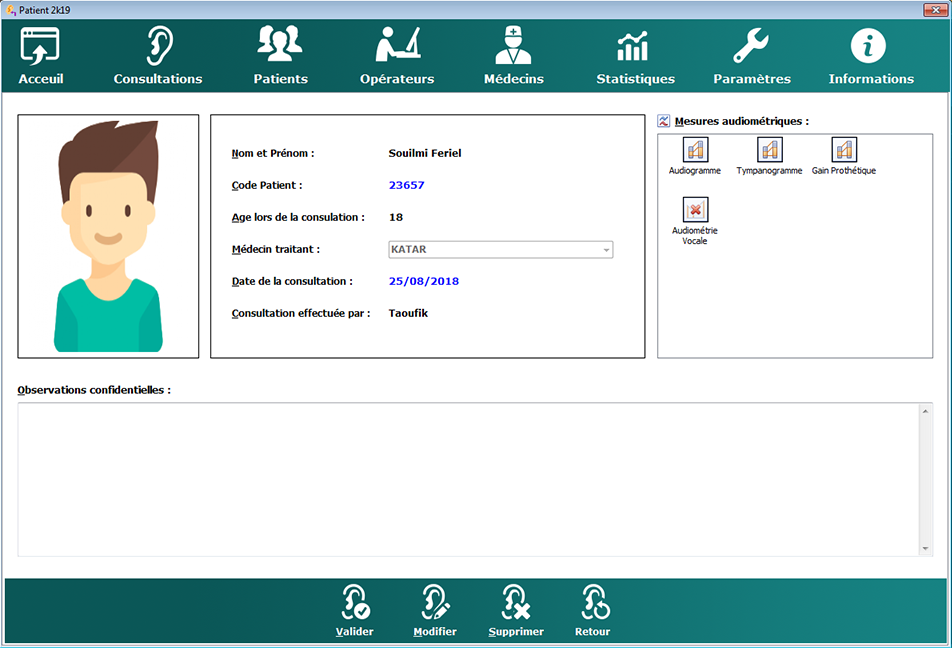 Patient 2k19
Acceuil Consultations Patients Opérateurs Médecins Statistiques Paramètres Informations
Nom et Prénom : Souilmi Feriel
Code Patient : 23657
Age lors de la consulation : 18
Médecin traitant : KATAR
Date de la consultation : 25/08/2018
Consultation effectuée par : Taoufik
Mesures audiométriques :
Audiogramme Tympanogramme Gain Prothétique
Audiométrie
Vocale
Observations confidentielles :
Valider Modifier Supprimer Retour